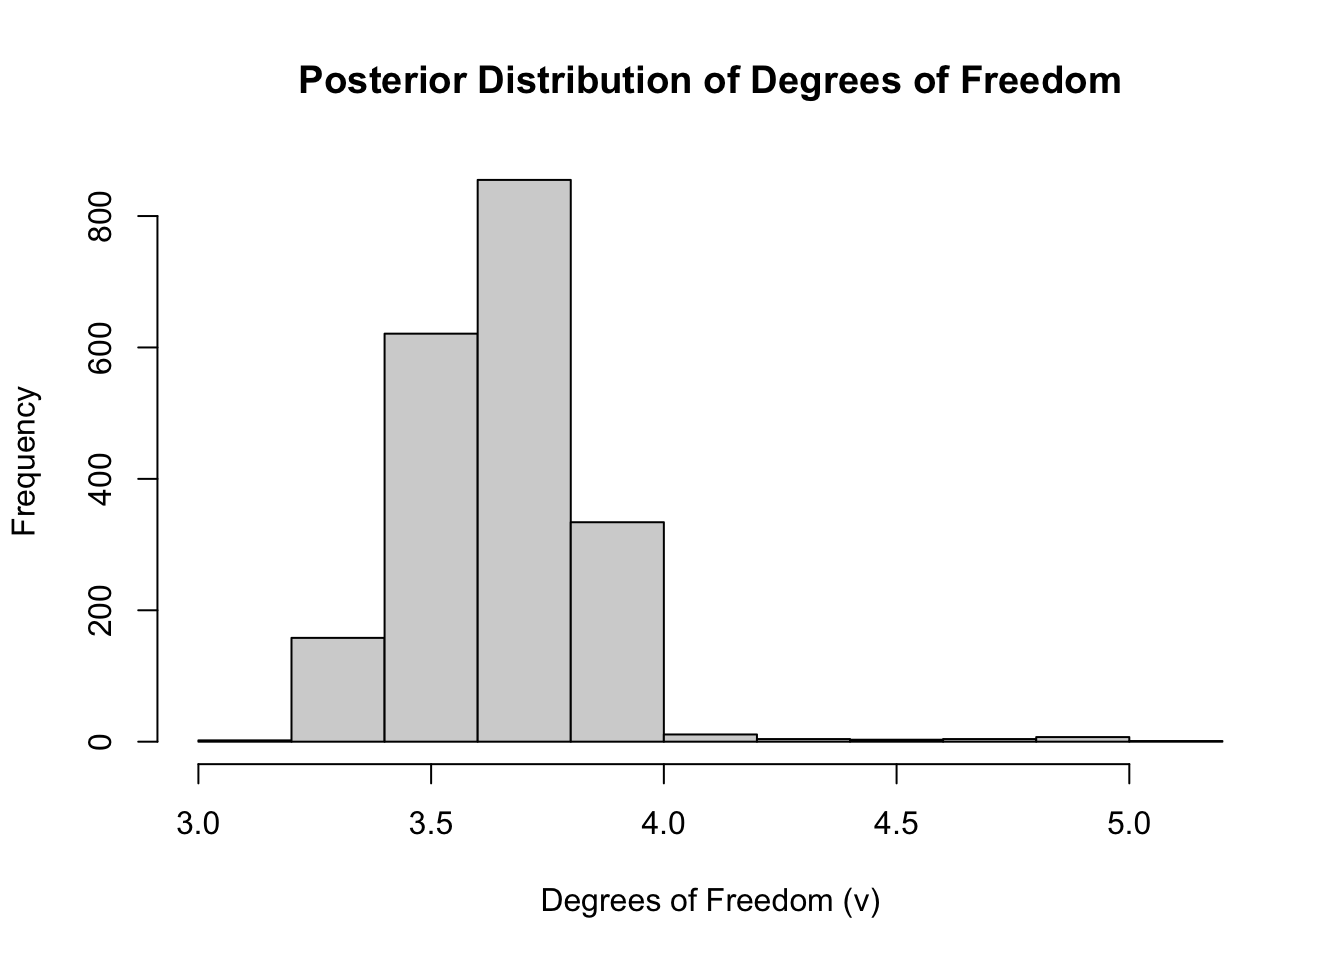 Posterior Distribution of Degrees of Freedom
Frequency
800
600
400
200
0
3.0 3.5 4.0 4.5 5.0
Degrees of Freedom (v)